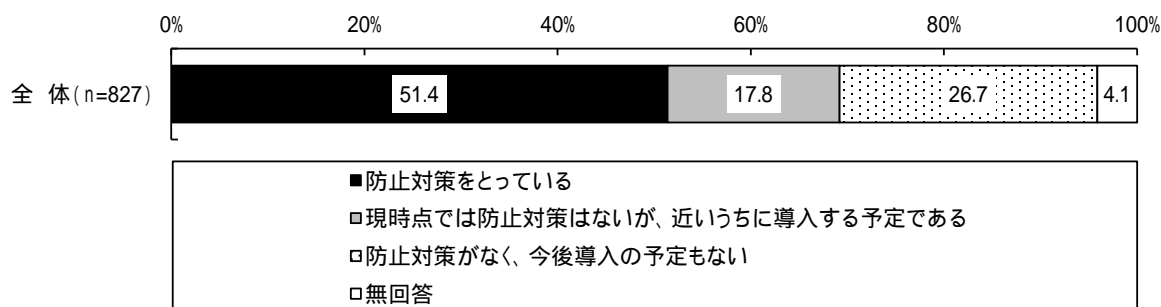 0% 20% 40% 60% 80% 100%
全 体(n=827) 51.4 17.8 26.7 4.1
防止対策をとっている
現時点では防止対策はないが、近いうちに導入する予定である
防止対策がなく、今後導入の予定もない
無回答